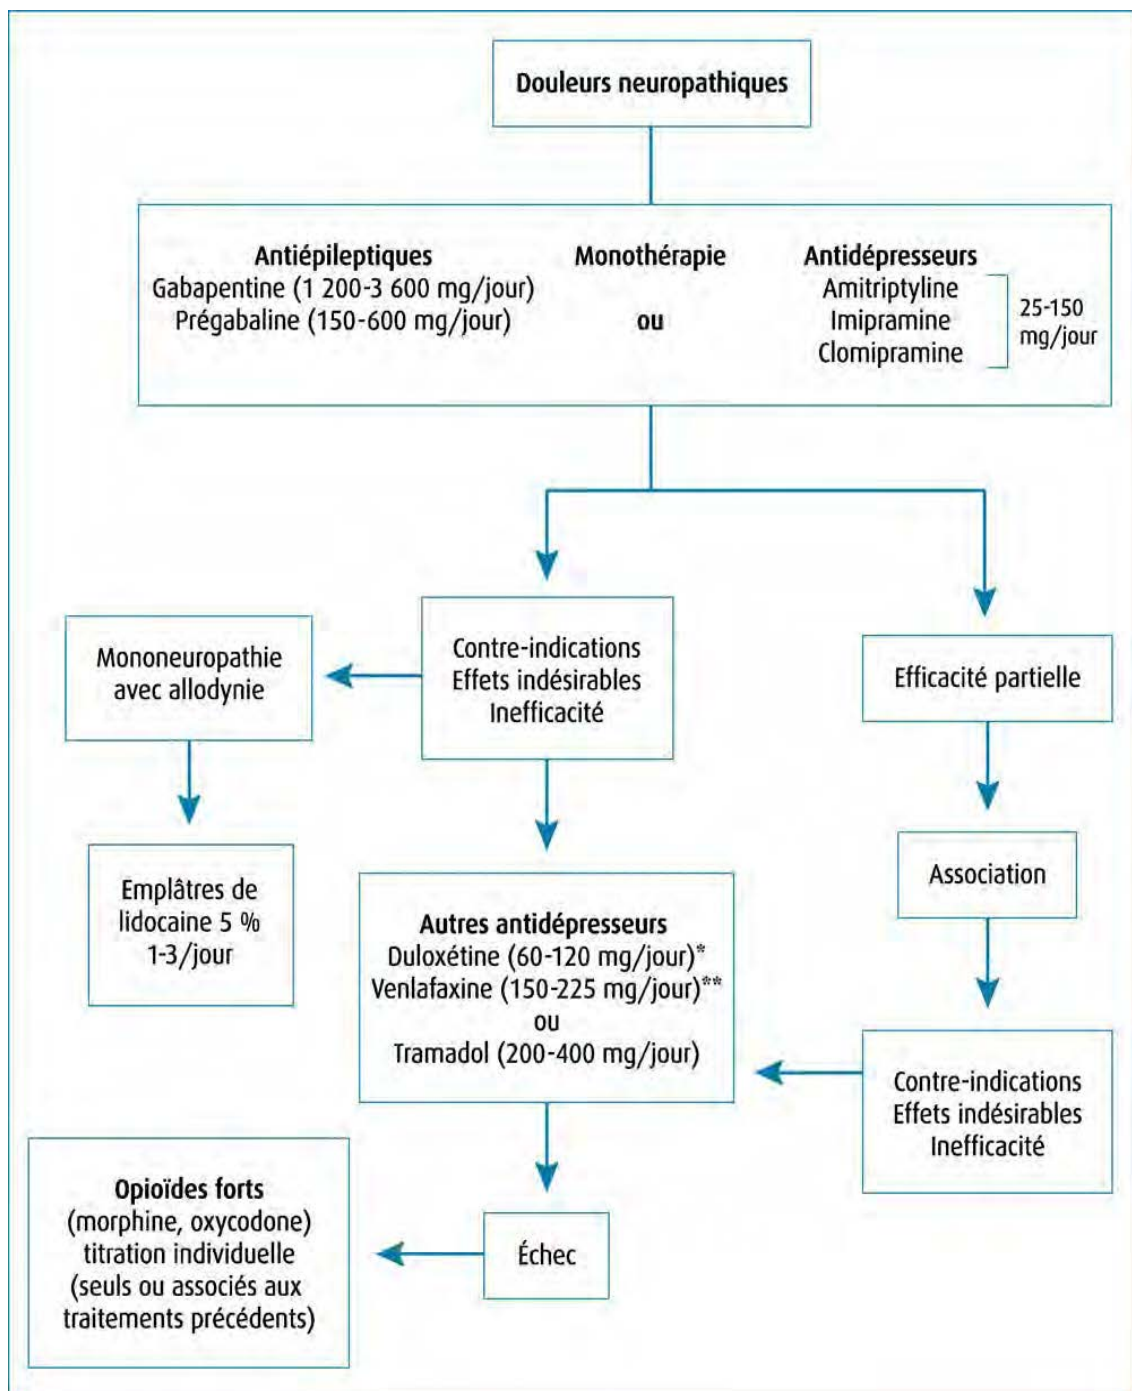 Douleurs neuropathiques
Antiépileptiques
Gabapentine (1 200-3 600 mg/jour)
Prégabaline (150-600 mg/jour)
Monothérapie
ou
Antidépresseurs
Amitriptyline
Imipramine
Clomipramine
25-150
mg/jour
Contre-indications
Effets indésirables
Inefficacité
Efficacité partielle
Mononeuropathie
avec allodynie
Emplâtres de
lidocaine 5 %
1-3/jour
Association
Autres antidépresseurs
Duloxétine (60-120 mg/jour)*
Venlafaxine (150-225 mg/jour)**
ou
Tramadol (200-400 mg/jour)
Contre-indications
Effets indésirables
Inefficacité
Échec
Opioïdes forts
(morphine, oxycodone)
titration individuelle
(seuls ou associés aux
traitements précédents)